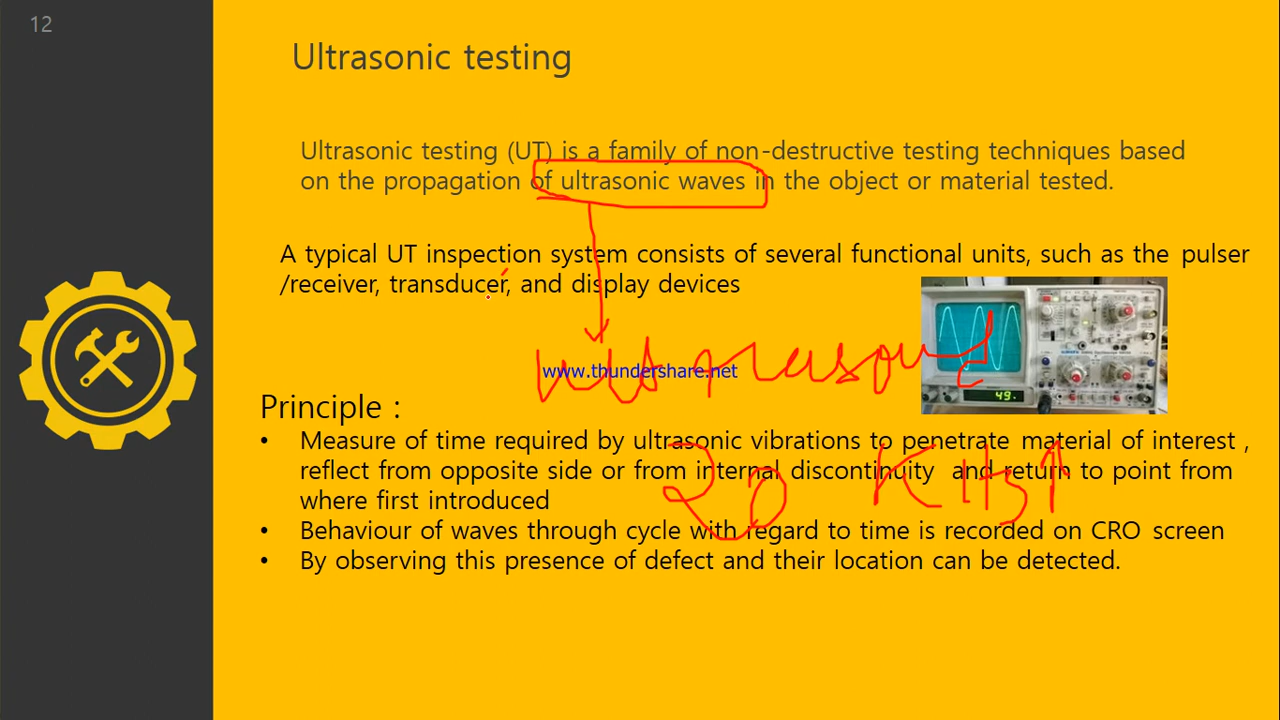 12
Ultrasonic testing
Ultrasonic testing (UT) is a family of non-destructive testing techniques based
on the propagation of ultrasonic waves in the object or material tested.
A typical UT inspection system consists of several functional units, such as the pulser
/receiver, transducer, and display devices
www.thundershare.net
49.
Principle :
• Measure of time required by ultrasonic vibrations to penetrate material of interest ,
reflect from opposite side or from internal discontinuity and return to point from
where first introduced
20 KHz↑
• Behaviour of waves through cycle with regard to time is recorded on CRO screen
• By observing this presence of defect and their location can be detected.